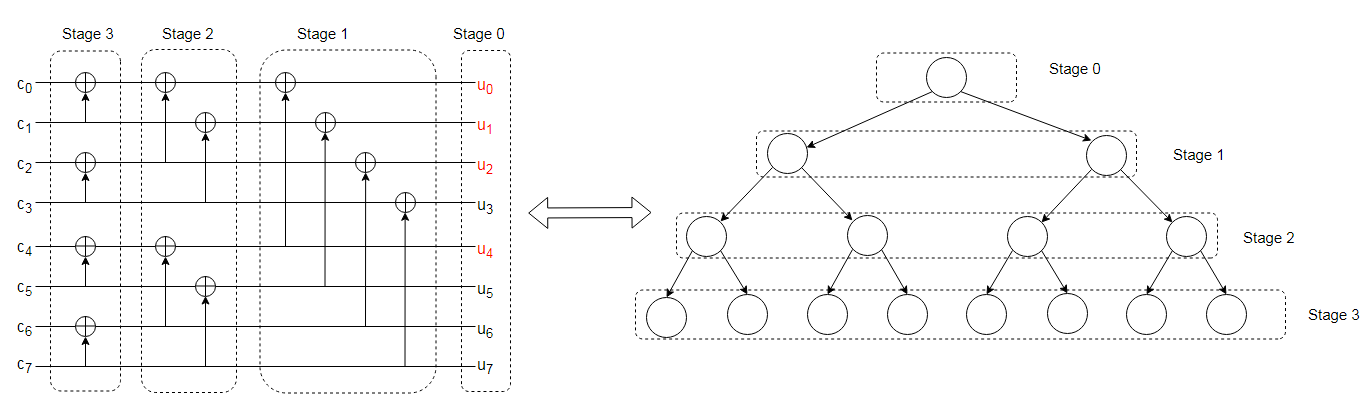 Stage 3 Stage 2 Stage 1 Stage 0
c0 u0
c1 u1
c2 u2
c3 u3
c4 u4
c5 u5
c6 u6
c7 u7
Stage 0
Stage 1
Stage 2
Stage 3